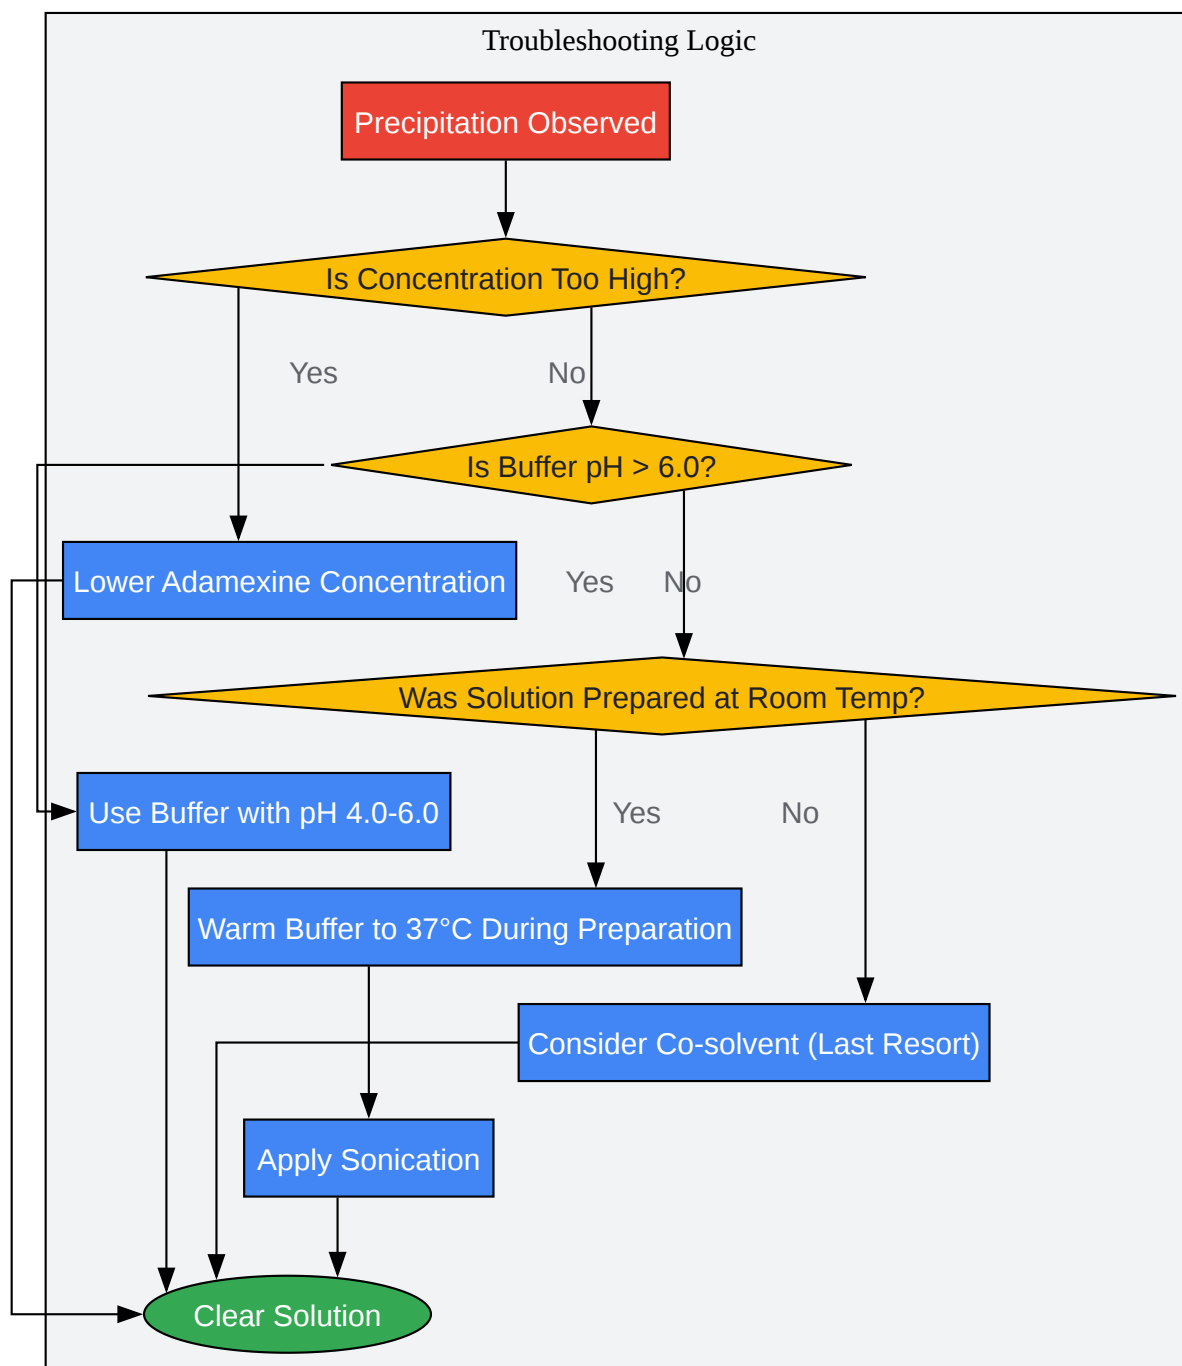 Troubleshooting Logic
Precipitation Observed
Is Concentration Too High?
Yes
No
Is Buffer pH > 6.0?
Lower Adamexine Concentration
Yes
No
Was Solution Prepared at Room Temp?
Use Buffer with pH 4.0-6.0
Yes
No
Warm Buffer to 37°C During Preparation
Consider Co-solvent (Last Resort)
Apply Sonication
Clear Solution